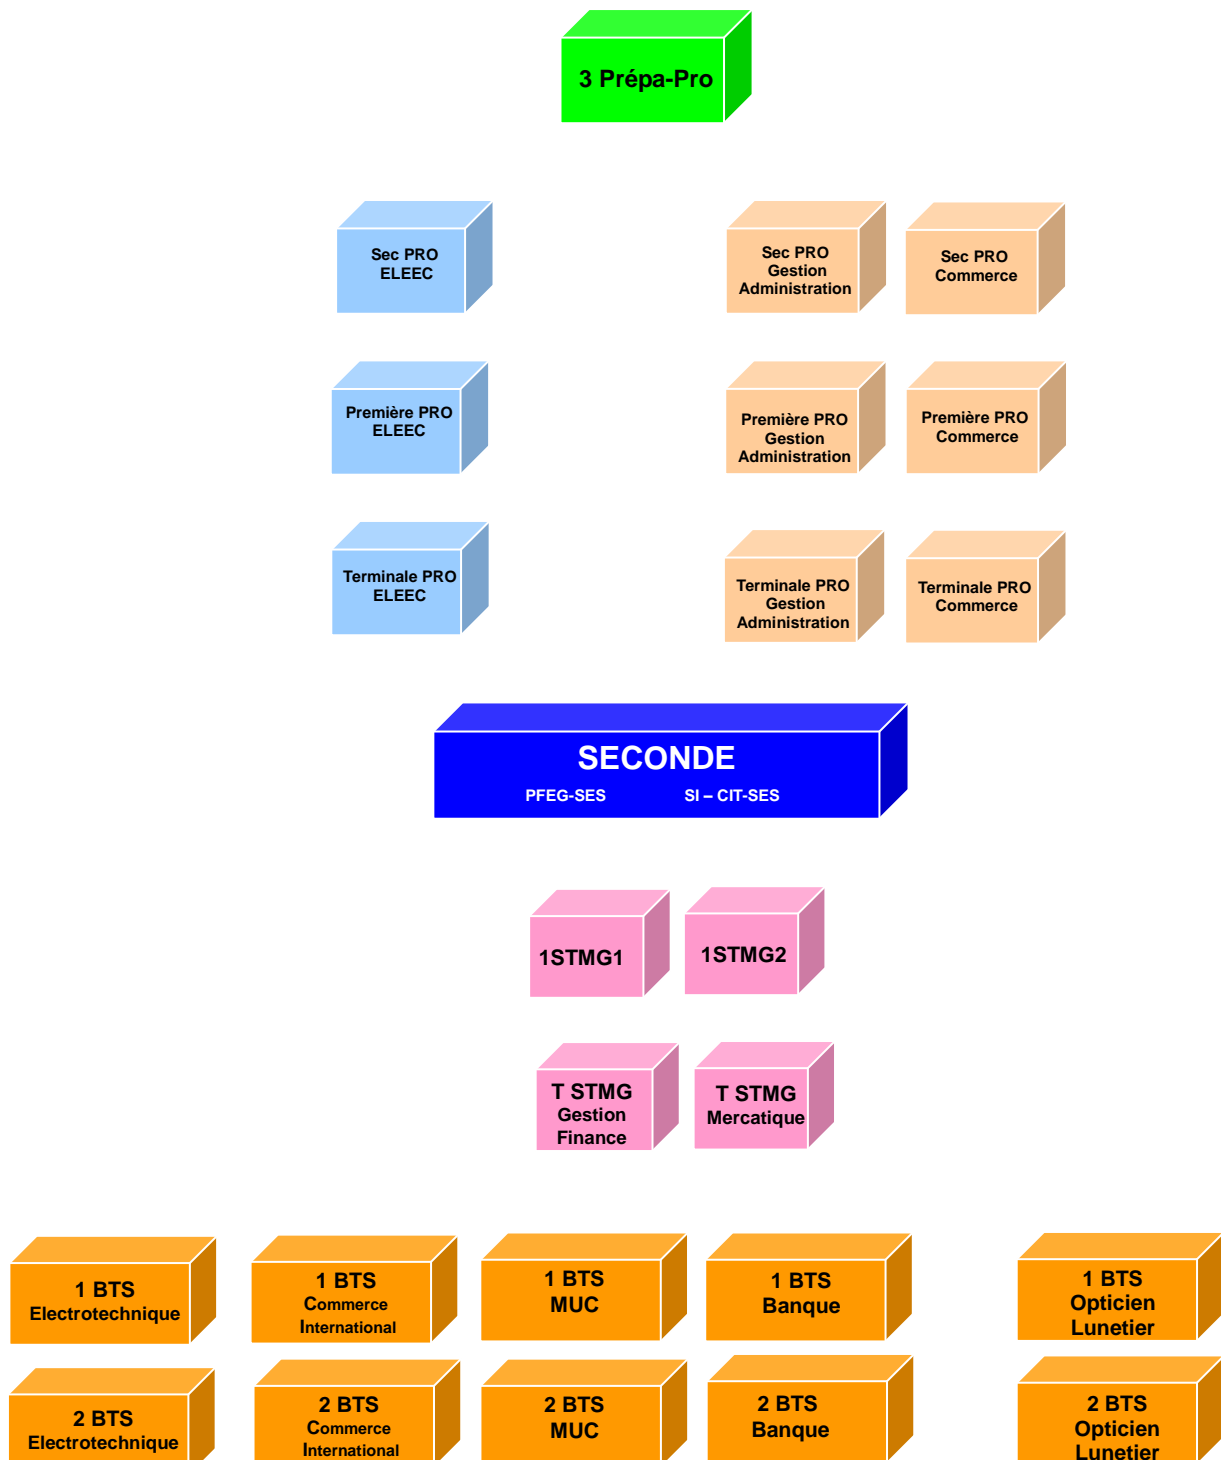 3 Prépa-Pro
Sec PRO
ELEEC
Sec PRO
Gestion
Administration
Sec PRO
Commerce
Première PRO
ELEEC
Première PRO
Gestion
Administration
Première PRO
Commerce
Terminale PRO
ELEEC
Terminale PRO
Gestion
Administration
Terminale PRO
Commerce
SECONDE
PFEG-SES SI – CIT-SES
1STMG1
1STMG2
T STMG
Gestion
Finance
T STMG
Mercatique
1 BTS
Electrotechnique
1 BTS
Commerce
International
1 BTS
MUC
1 BTS
Banque
1 BTS
Opticien
Lunetier
2 BTS
Electrotechnique
2 BTS
Commerce
International
2 BTS
MUC
2 BTS
Banque
2 BTS
Opticien
Lunetier